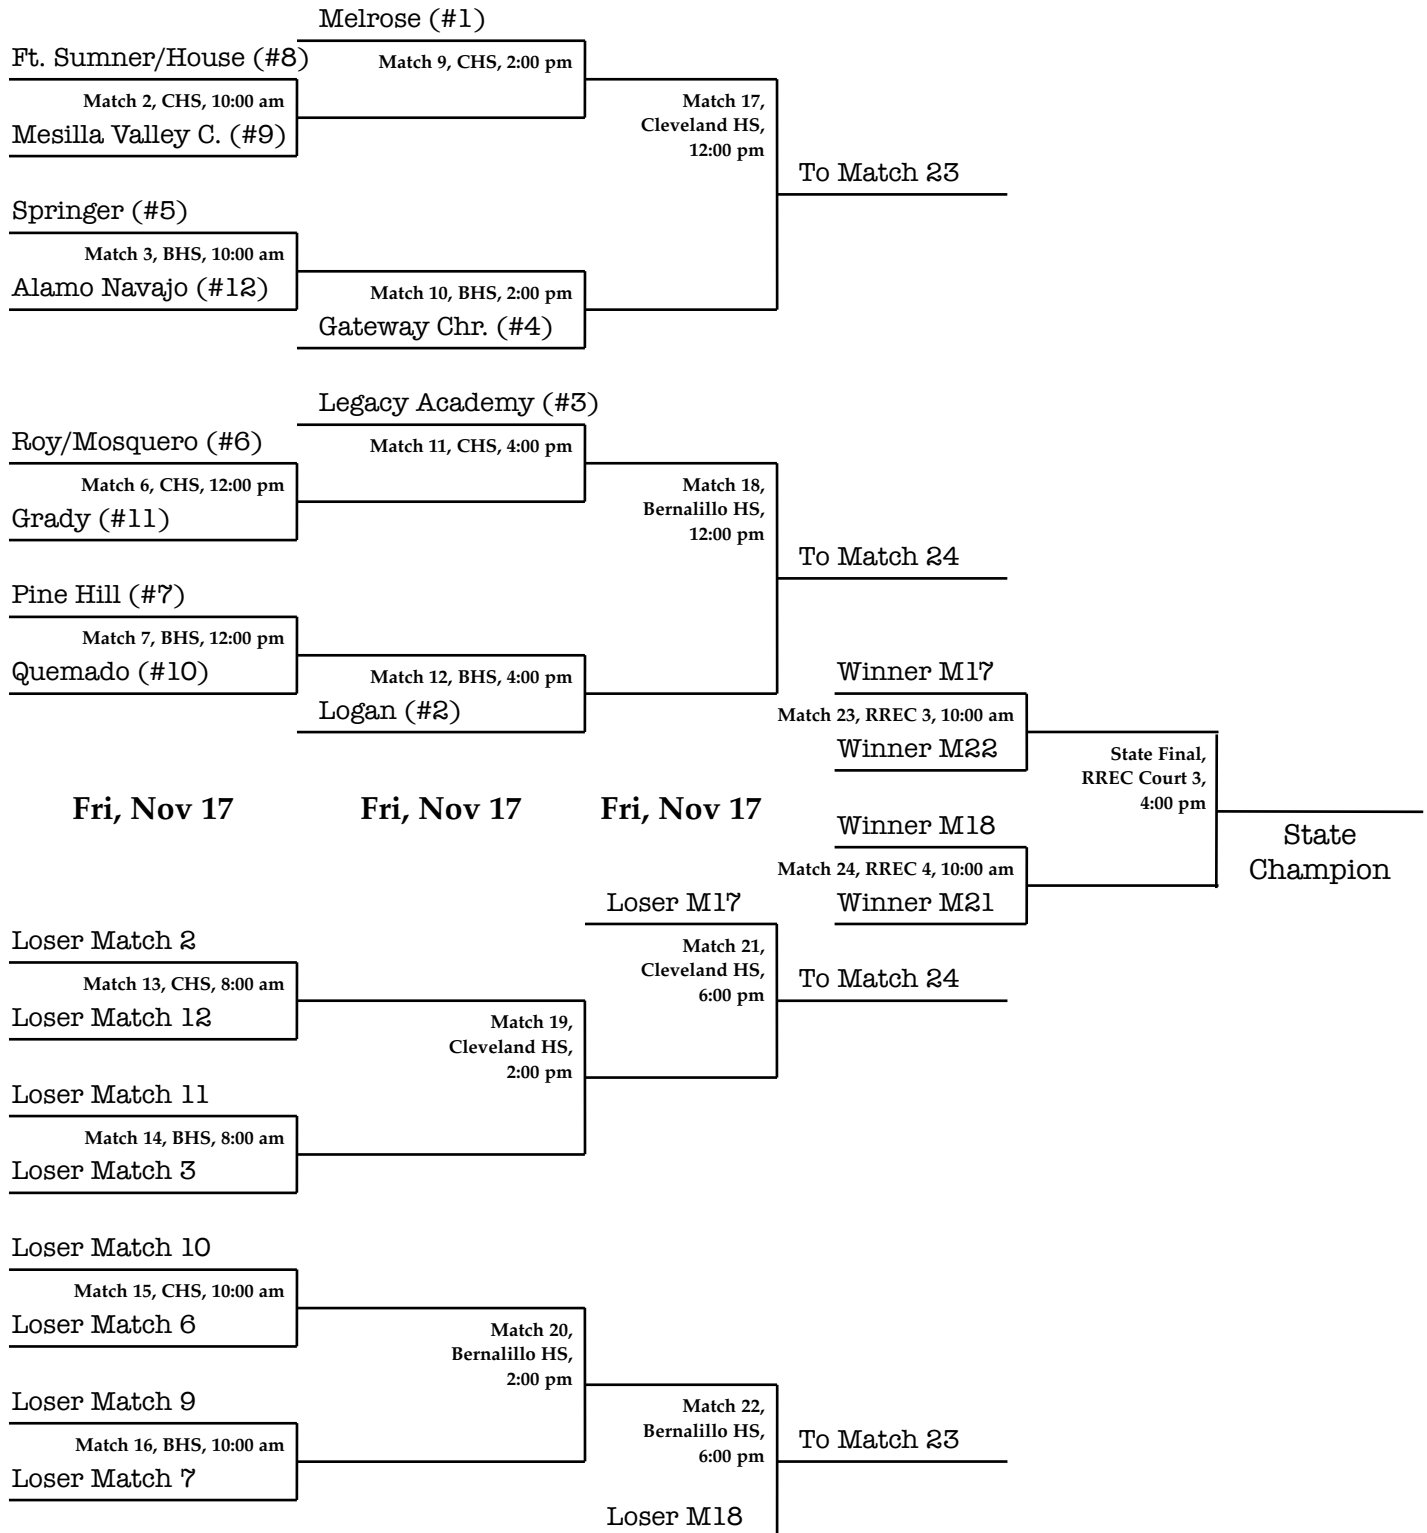 Melrose (#1)
Ft. Sumner/House (#8)
Match 9, CHS, 2:00 pm
Match 2, CHS, 10:00 am
Mesilla Valley C. (#9)
Match 17,
Cleveland HS,
12:00 pm
To Match 23
Springer (#5)
Match 3, BHS, 10:00 am
Alamo Navajo (#12)
Match 10, BHS, 2:00 pm
Gateway Chr. (#4)
Legacy Academy (#3)
Roy/Mosquero (#6)
Match 11, CHS, 4:00 pm
Match 6, CHS, 12:00 pm
Grady (#11)
Match 18,
Bernalillo HS,
12:00 pm
To Match 24
Pine Hill (#7)
Match 7, BHS, 12:00 pm
Quemado (#10)
Match 12, BHS, 4:00 pm
Logan (#2)
Winner M17
Match 23, RREC 3, 10:00 am
Winner M22
State Final,
RREC Court 3,
4:00 pm
Fri, Nov 17
Fri, Nov 17
Fri, Nov 17
Winner M18
Match 24, RREC 4, 10:00 am
Winner M21
State
Champion
Loser M17
Loser Match 2
Match 13, CHS, 8:00 am
Loser Match 12
Match 21,
Cleveland HS,
6:00 pm
To Match 24
Match 19,
Cleveland HS,
2:00 pm
Loser Match 11
Match 14, BHS, 8:00 am
Loser Match 3
Loser Match 10
Match 15, CHS, 10:00 am
Loser Match 6
Match 20,
Bernalillo HS,
2:00 pm
Loser Match 9
Match 16, BHS, 10:00 am
Loser Match 7
Match 22,
Bernalillo HS,
6:00 pm
To Match 23
Loser M18